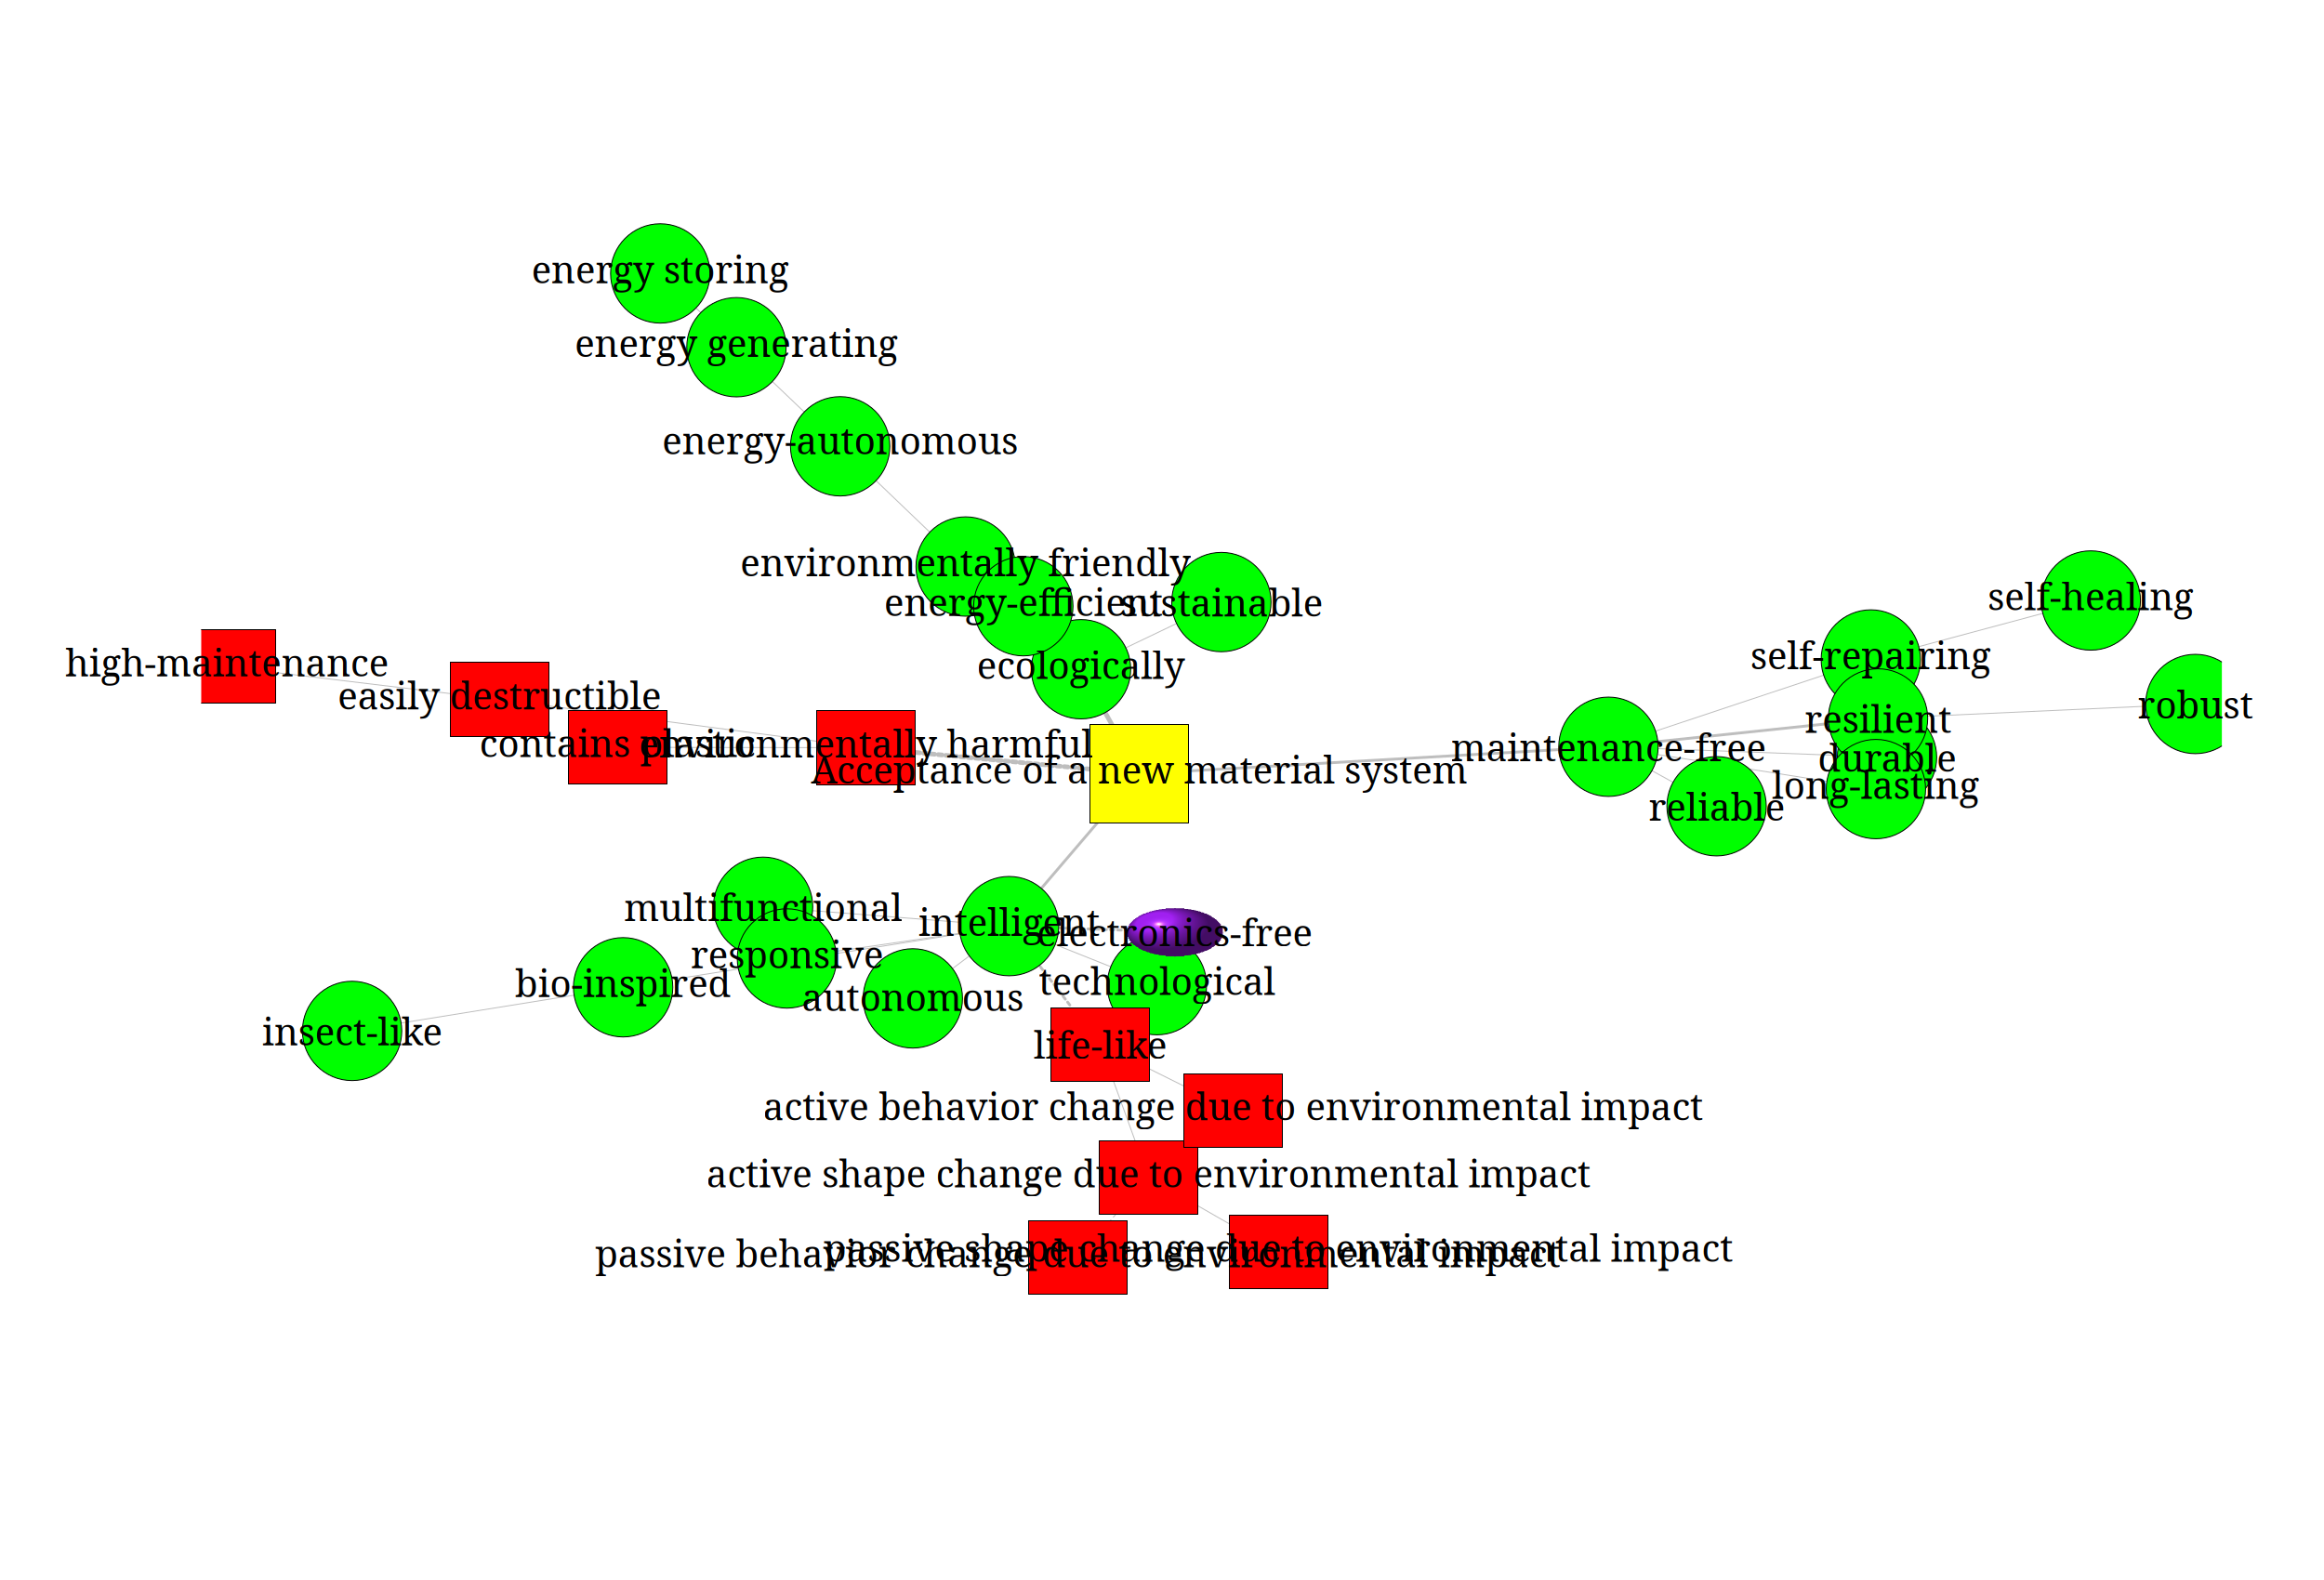 energy storing
energy generating
energy-autonomous
environmentally friendly
energy-efficient
sustainable
ecologically
self-healing
self-repairing
robust
resilient
durable
long-lasting
maintenance-free
reliable
high-maintenance
easily destructible
contains plastic
environmentally harmful
Acceptance of a new material system
multifunctional
intelligent
electronics-free
responsive
technological
bio-inspired
autonomous
insect-like
life-like
active behavior change due to environmental impact
active shape change due to environmental impact
passive shape change due to environmental impact
passive behavior change due to environmental impact